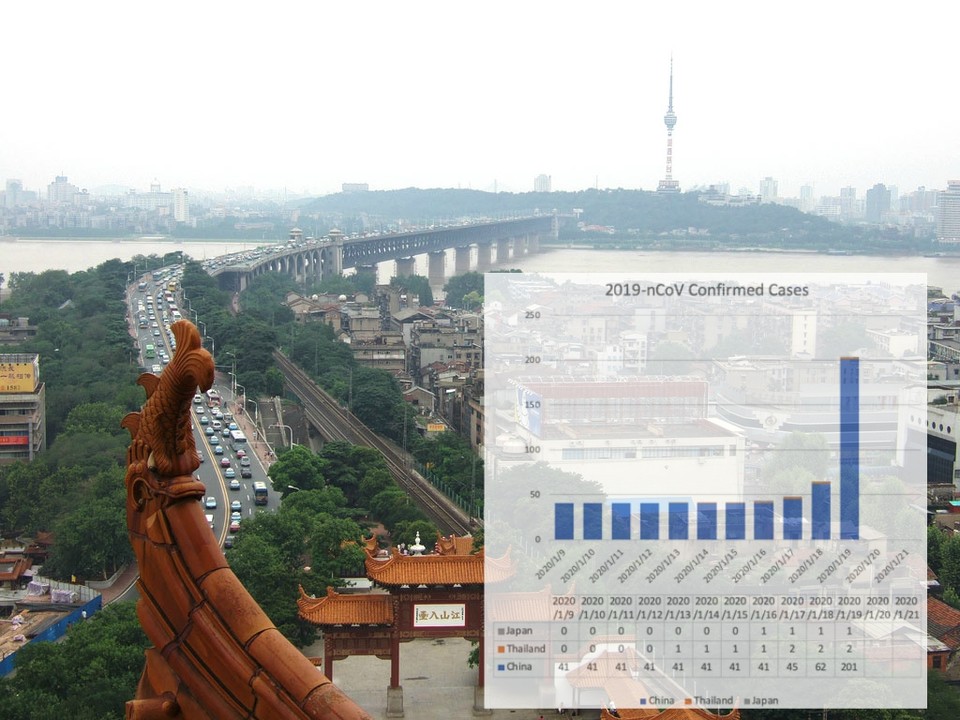 江山入畫
2019-nCoV Confirmed Cases
250
200
150
100
50
0
2020/1/9 2020/1/10 2020/1/11 2020/1/12 2020/1/13 2020/1/14 2020/1/15 2020/1/16 2020/1/17 2020/1/18 2020/1/19 2020/1/20 2020/1/21
2020 2020 2020 2020 2020 2020 2020 2020 2020 2020 2020 2020 2020
/1/9 /1/10 /1/11 /1/12 /1/13 /1/14 /1/15 /1/16 /1/17 /1/18 /1/19 /1/20 /1/21
Japan 0 0 0 0 0 0 0 1 1 1 1
Thailand 0 0 0 0 1 1 1 1 2 2 2
China 41 41 41 41 41 41 41 41 45 62 201
China Thailand Japan